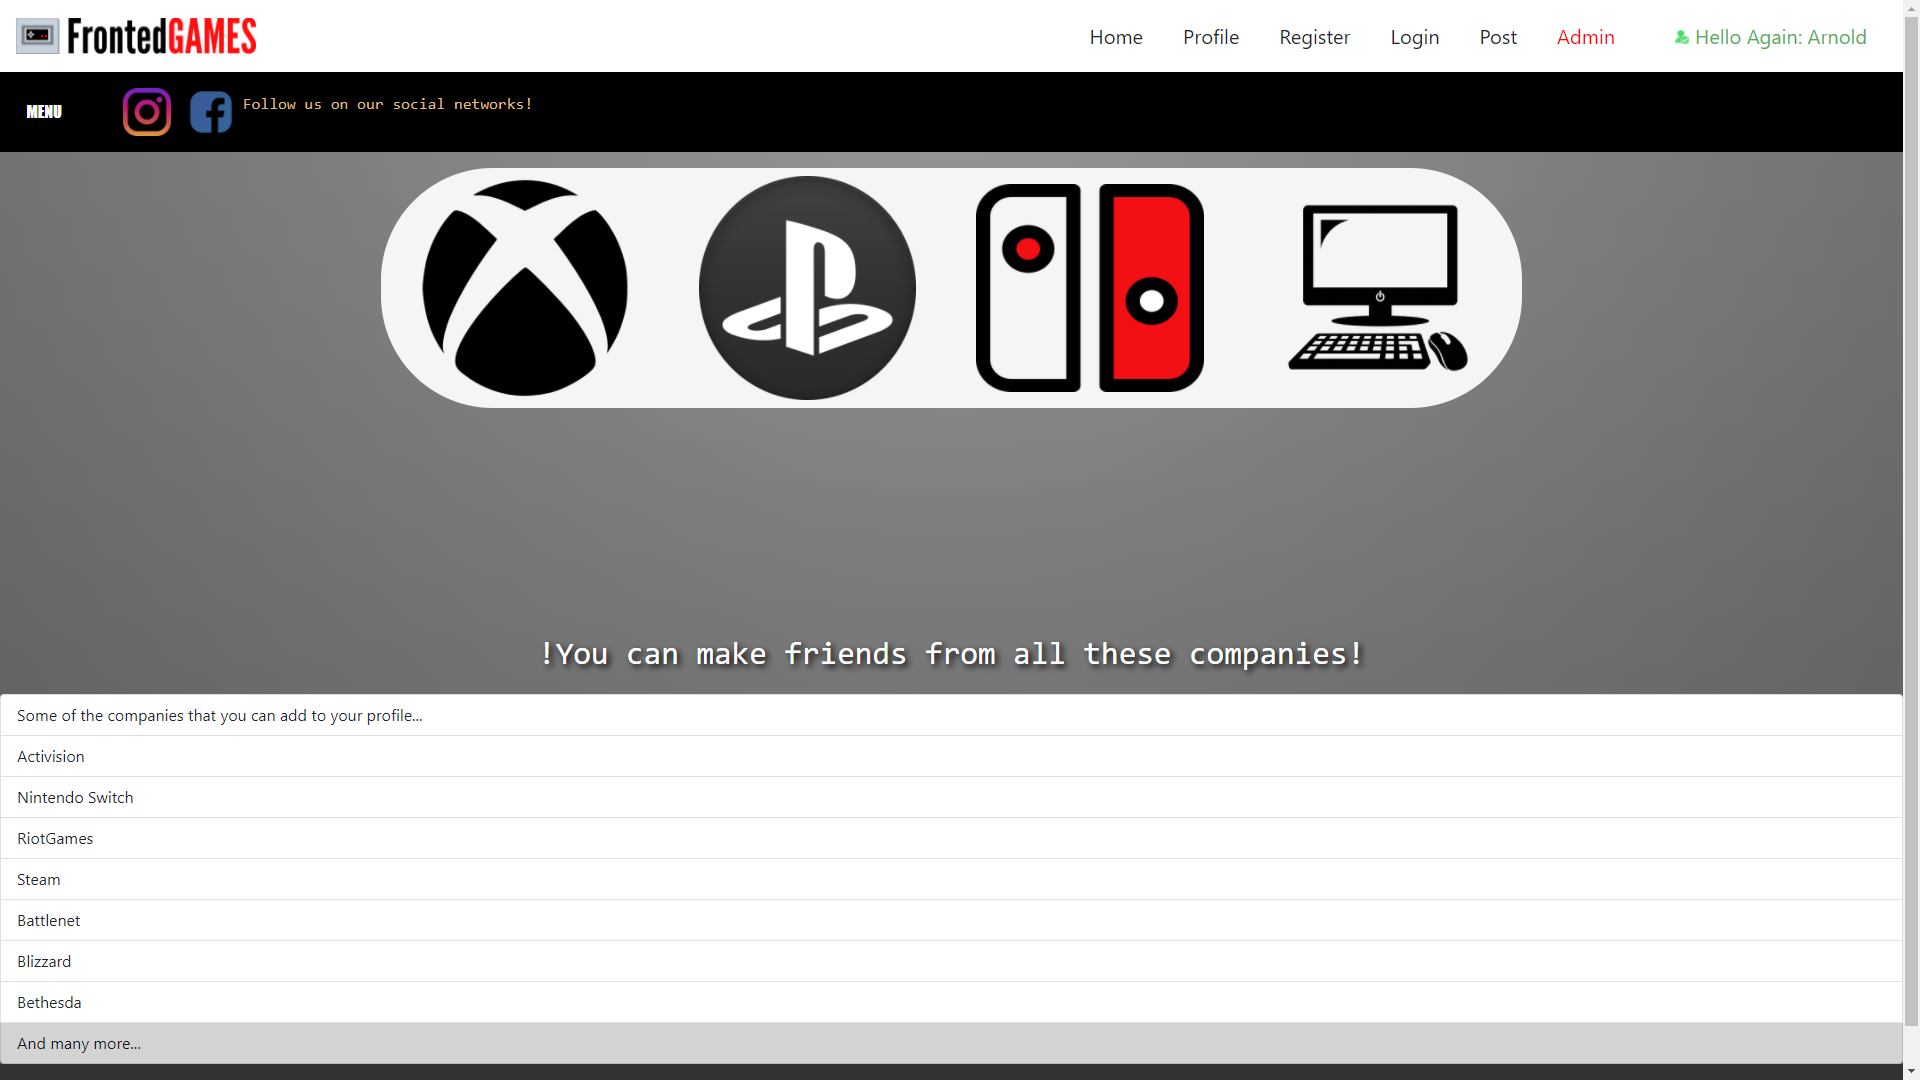 FrontedGAMES
Home Profile Register Login Post Admin Hello Again: Arnold
MENU
Follow us on our social networks!
!You can make friends from all these companies!
Some of the companies that you can add to your profile...
Activision
Nintendo Switch
RiotGames
Steam
Battlenet
Blizzard
Bethesda
And many more...